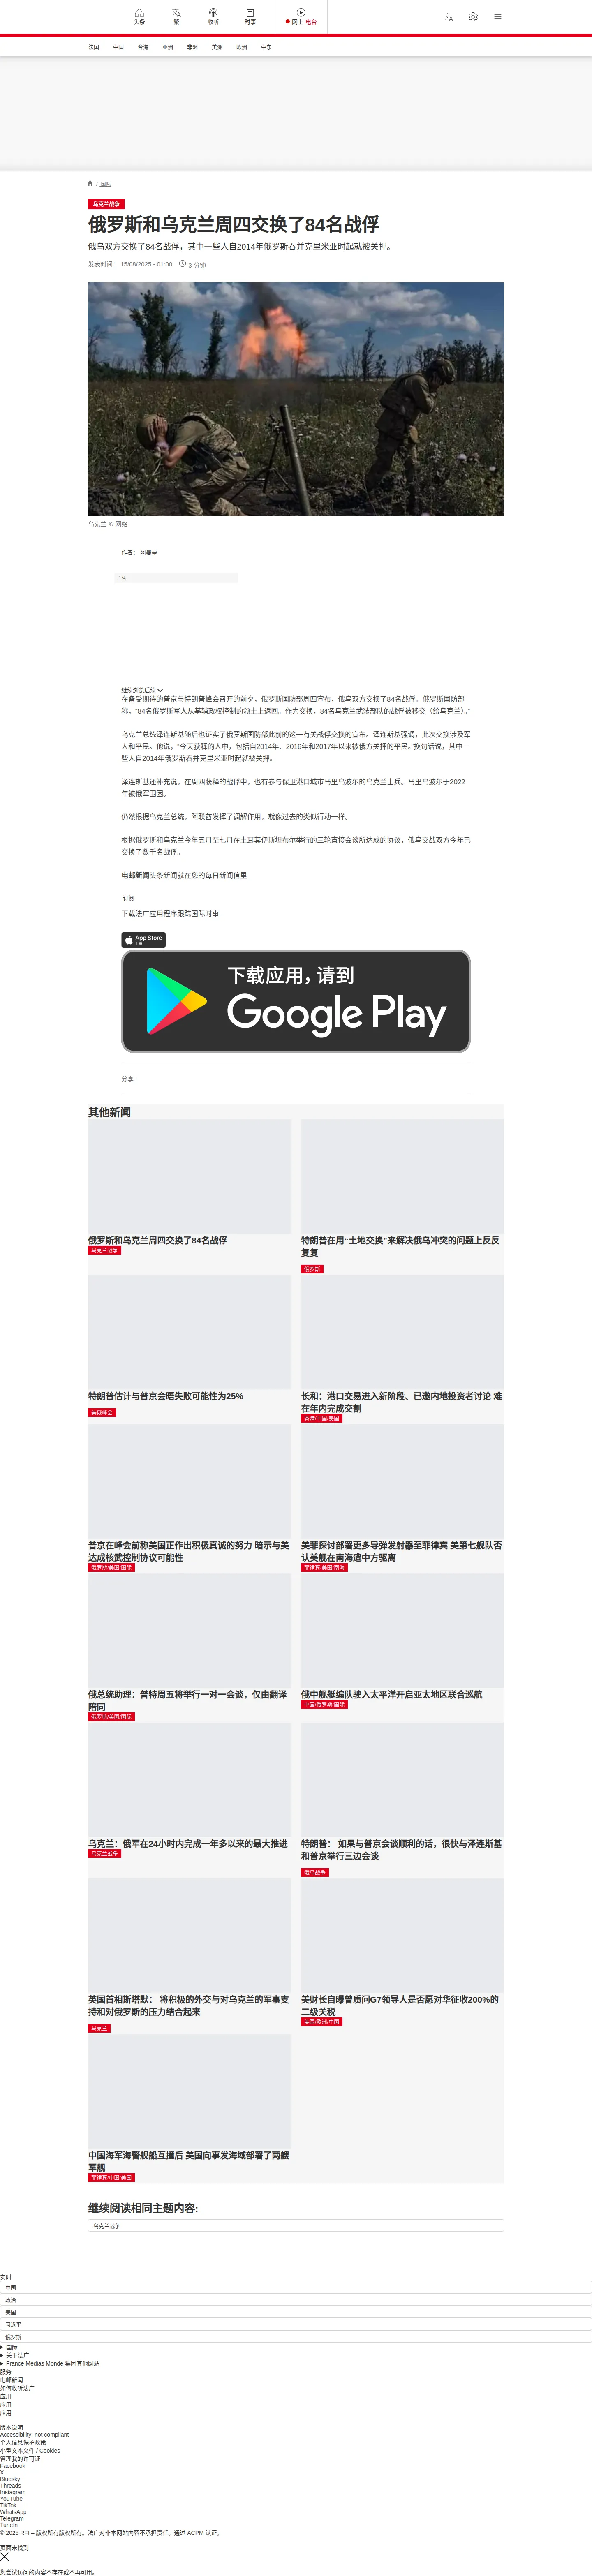 头条
繁
收听
时事
网上 电台
法国 中国 台海 亚洲 非洲 美洲 欧洲 中东
/ 国际
乌克兰战争
俄罗斯和乌克兰周四交换了84名战俘
俄乌双方交换了84名战俘，其中一些人自2014年俄罗斯吞并克里米亚时起就被关押。
发表时间： 15/08/2025 - 01:00 3 分钟
乌克兰 © 网络
作者： 阿曼亭
广告
继续浏览后续
在备受期待的普京与特朗普峰会召开的前夕，俄罗斯国防部周四宣布，俄乌双方交换了84名战俘。俄罗斯国防部
称，“84名俄罗斯军人从基辅政权控制的领土上返回。作为交换，84名乌克兰武装部队的战俘被移交（给乌克兰）。”
乌克兰总统泽连斯基随后也证实了俄罗斯国防部此前的这一有关战俘交换的宣布。泽连斯基强调，此次交换涉及军
人和平民。他说，“今天获释的人中，包括自2014年、2016年和2017年以来被俄方关押的平民。”换句话说，其中一
些人自2014年俄罗斯吞并克里米亚时起就被关押。
泽连斯基还补充说，在周四获释的战俘中，也有参与保卫港口城市马里乌波尔的乌克兰士兵。马里乌波尔于2022
年被俄军围困。
仍然根据乌克兰总统，阿联酋发挥了调解作用，就像过去的类似行动一样。
根据俄罗斯和乌克兰今年五月至七月在土耳其伊斯坦布尔举行的三轮直接会谈所达成的协议，俄乌交战双方今年已
交换了数千名战俘。
电邮新闻头条新闻就在您的每日新闻信里
订阅
下载法广应用程序跟踪国际时事
App Store
下载
下载应用，请到
Google Play
分享 :
其他新闻
俄罗斯和乌克兰周四交换了84名战俘
乌克兰战争
特朗普在用“土地交换”来解决俄乌冲突的问题上反反
复复
俄罗斯
特朗普估计与普京会晤失败可能性为25%
美俄峰会
长和：港口交易进入新阶段、已邀内地投资者讨论 难
在年内完成交割
香港/中国/美国
普京在峰会前称美国正作出积极真诚的努力 暗示与美
达成核武控制协议可能性
俄罗斯/美国/国际
美菲探讨部署更多导弹发射器至菲律宾 美第七舰队否
认美舰在南海遭中方驱离
菲律宾/美国/南海
俄总统助理：普特周五将举行一对一会谈，仅由翻译
陪同
俄罗斯/美国/国际
俄中舰艇编队驶入太平洋开启亚太地区联合巡航
中国/俄罗斯/国际
乌克兰：俄军在24小时内完成一年多以来的最大推进
乌克兰战争
特朗普： 如果与普京会谈顺利的话，很快与泽连斯基
和普京举行三边会谈
俄乌战争
英国首相斯塔默： 将积极的外交与对乌克兰的军事支
持和对俄罗斯的压力结合起来
乌克兰
美财长自曝曾质问G7领导人是否愿对华征收200%的
二级关税
美国/欧洲/中国
中国海军海警舰船互撞后 美国向事发海域部署了两艘
军舰
菲律宾/中国/美国
继续阅读相同主题内容:
乌克兰战争
实时
中国
政治
美国
习近平
俄罗斯
国际
关于法广
France Médias Monde 集团其他网站
服务
电邮新闻
如何收听法广
应用
应用
应用
版本说明
Accessibility: not compliant
个人信息保护政策
小型文本文件 / Cookies
管理我的许可证
Facebook
X
Bluesky
Threads
Instagram
YouTube
TikTok
WhatsApp
Telegram
TuneIn
© 2025 RFI – 版权所有版权所有。法广对非本网站内容不承担责任。通过 ACPM 认证。
页面未找到
您尝试访问的内容不存在或不再可用。